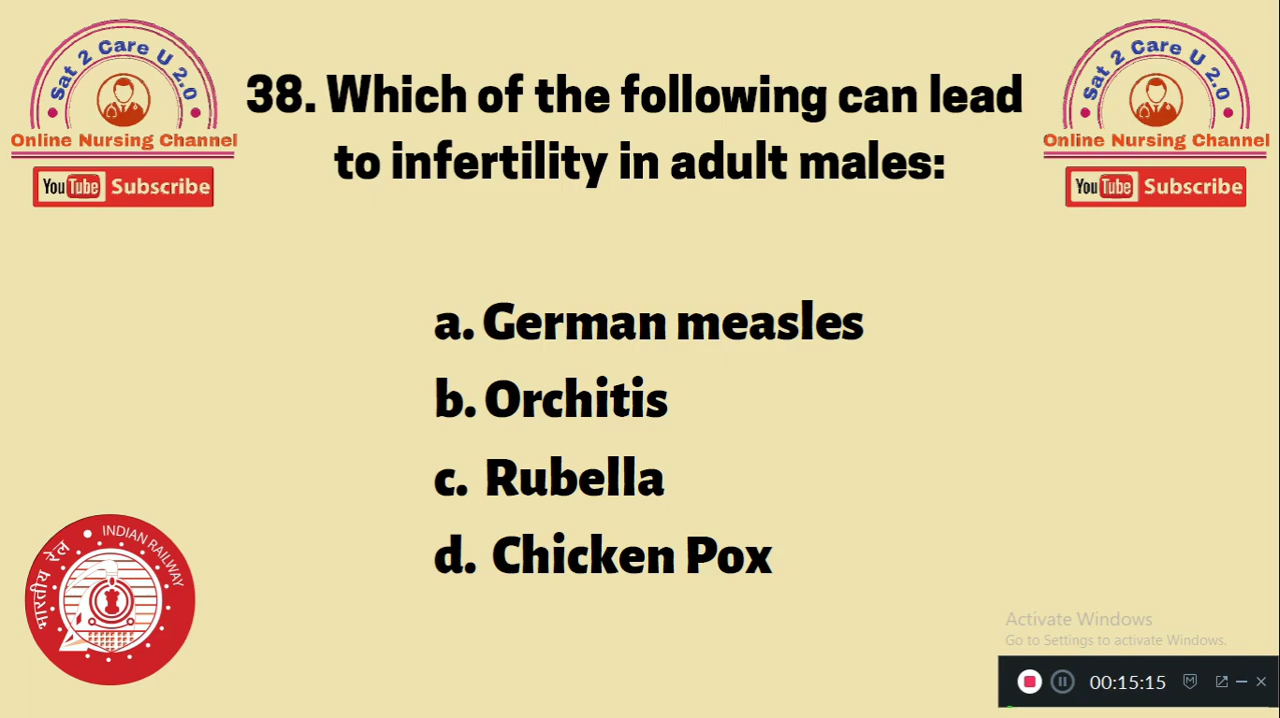 Sat 2 Care U 2.0
Online Nursing Channel
YouTube Subscribe
38. Which of the following can lead
to infertility in adult males:
Sat 2 Care U 2.0
Online Nursing Channel
YouTube Subscribe
a. German measles
b. Orchitis
c. Rubella
d. Chicken Pox
भारतीय रेल
INDIAN RAILWAY
Activate Windows
Go to Settings to activate Windows.
00:15:15